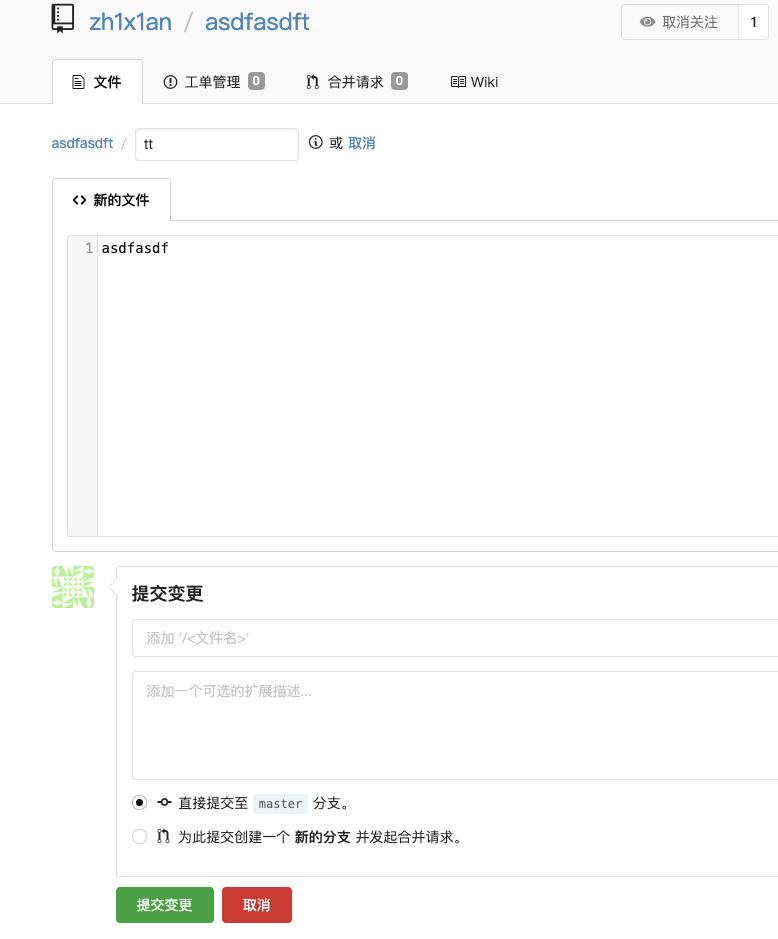 zh1x1an / asdfasdft
取消关注 1
文件 工单管理 0 合并请求 0 Wiki
asdfasdft / tt 或 取消
新的文件
1 asdfasdf
提交变更
添加 '/<文件名>'
添加一个可选的扩展描述...
直接提交至 master 分支。
为此提交创建一个 新的分支 并发起合并请求。
提交变更 取消